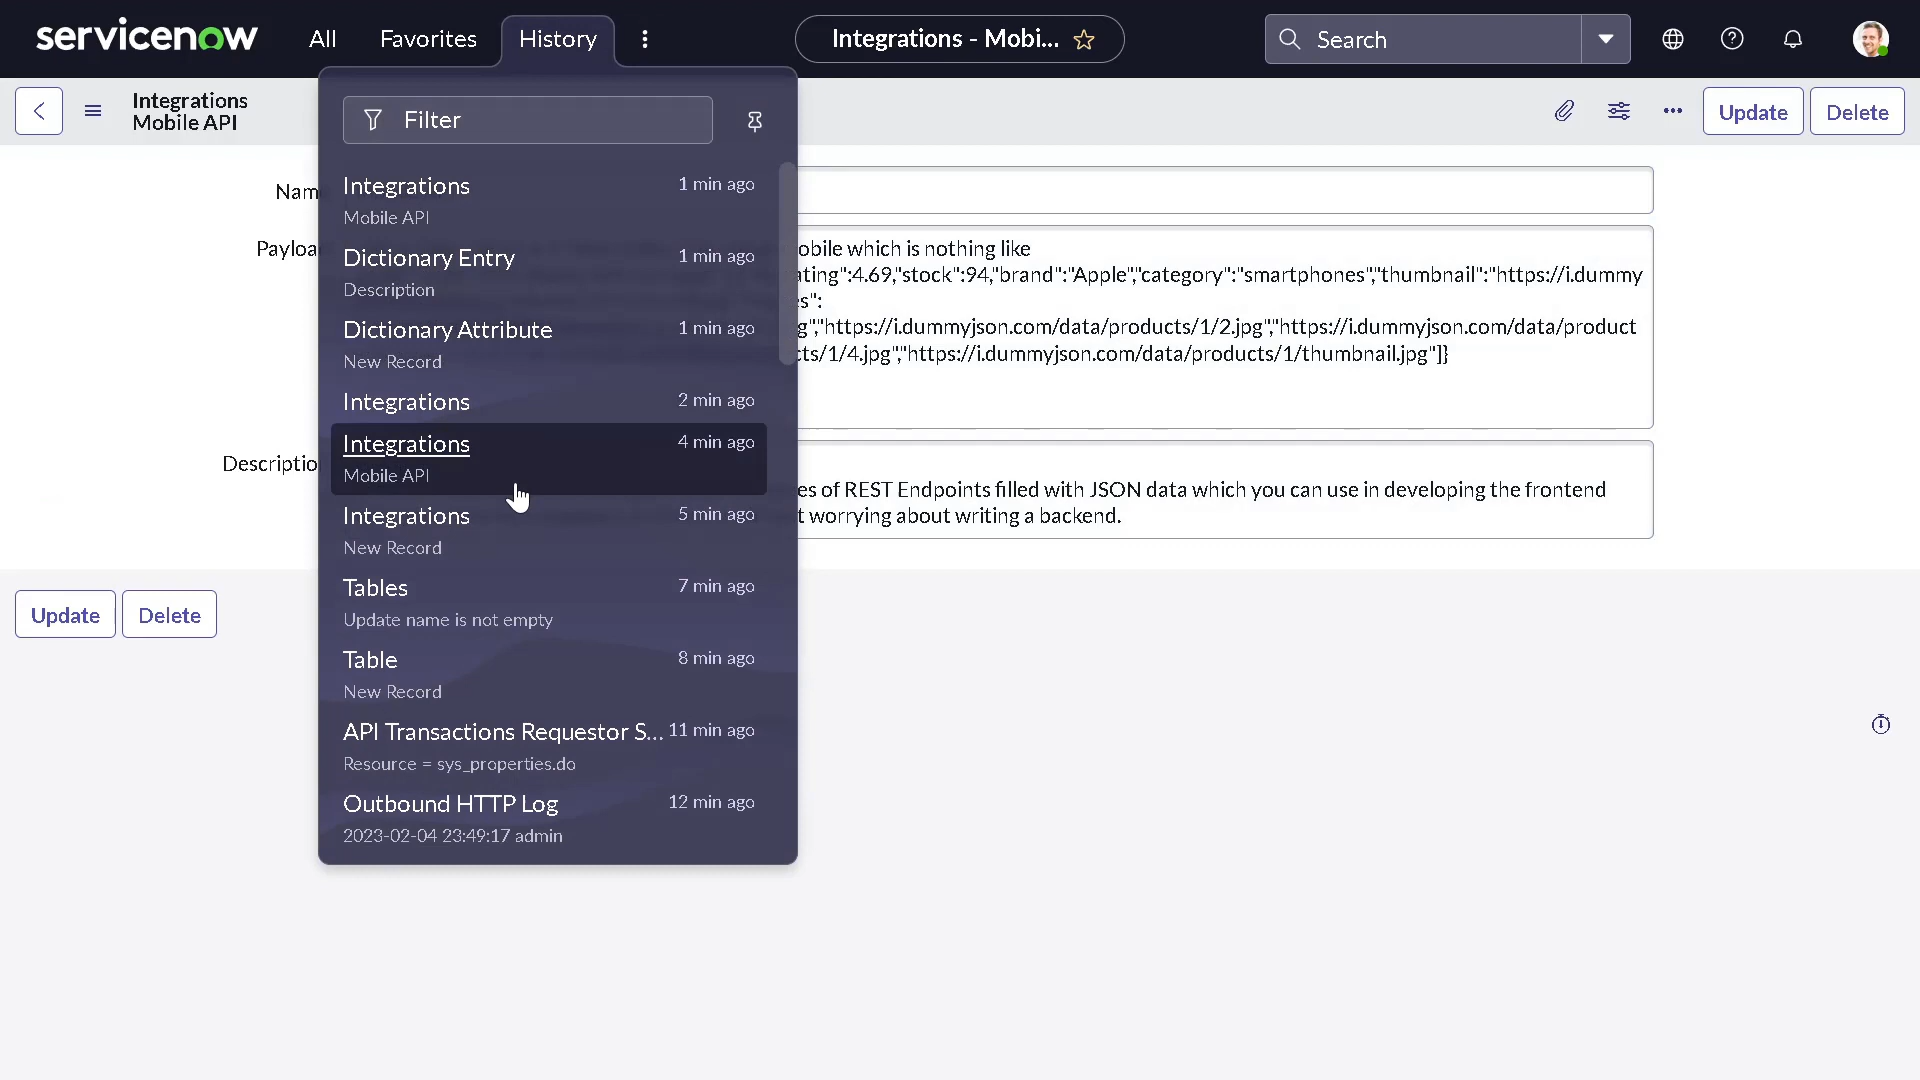 servicenow
All
Favorites
History
Integrations - Mobi...
Search
Integrations
Mobile API
Update
Delete
Filter
Integrations
1 min ago
Mobile API
Dictionary Entry
1 min ago
Description
Dictionary Attribute
1 min ago
New Record
Integrations
2 min ago
Integrations
4 min ago
Mobile API
Integrations
5 min ago
New Record
Tables
7 min ago
Update name is not empty
Table
8 min ago
New Record
API Transactions Requestor S...
11 min ago
Resource = sys_properties.do
Outbound HTTP Log
12 min ago
2023-02-04 23:49:17 admin
Nam
Payloa
obile which is nothing like
ating":4.69,"stock":94,"brand":"Apple","category":"smartphones","thumbnail":"https://i.dummy
s":
g","https://i.dummyjson.com/data/products/1/2.jpg","https://i.dummyjson.com/data/product
cts/1/4.jpg","https://i.dummyjson.com/data/products/1/thumbnail.jpg"]}
Descriptio
es of REST Endpoints filled with JSON data which you can use in developing the frontend
t worrying about writing a backend.
Update
Delete